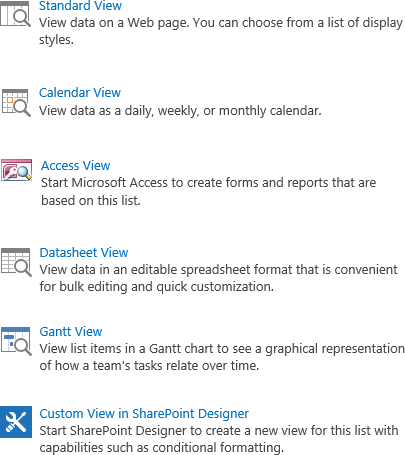 Standard View
View data on a Web page. You can choose from a list of display
styles.
Calendar View
View data as a daily, weekly, or monthly calendar.
Access View
Start Microsoft Access to create forms and reports that are
based on this list.
Datasheet View
View data in an editable spreadsheet format that is convenient
for bulk editing and quick customization.
Gantt View
View list items in a Gantt chart to see a graphical representation
of how a team's tasks relate over time.
Custom View in SharePoint Designer
Start SharePoint Designer to create a new view for this list with
capabilities such as conditional formatting.